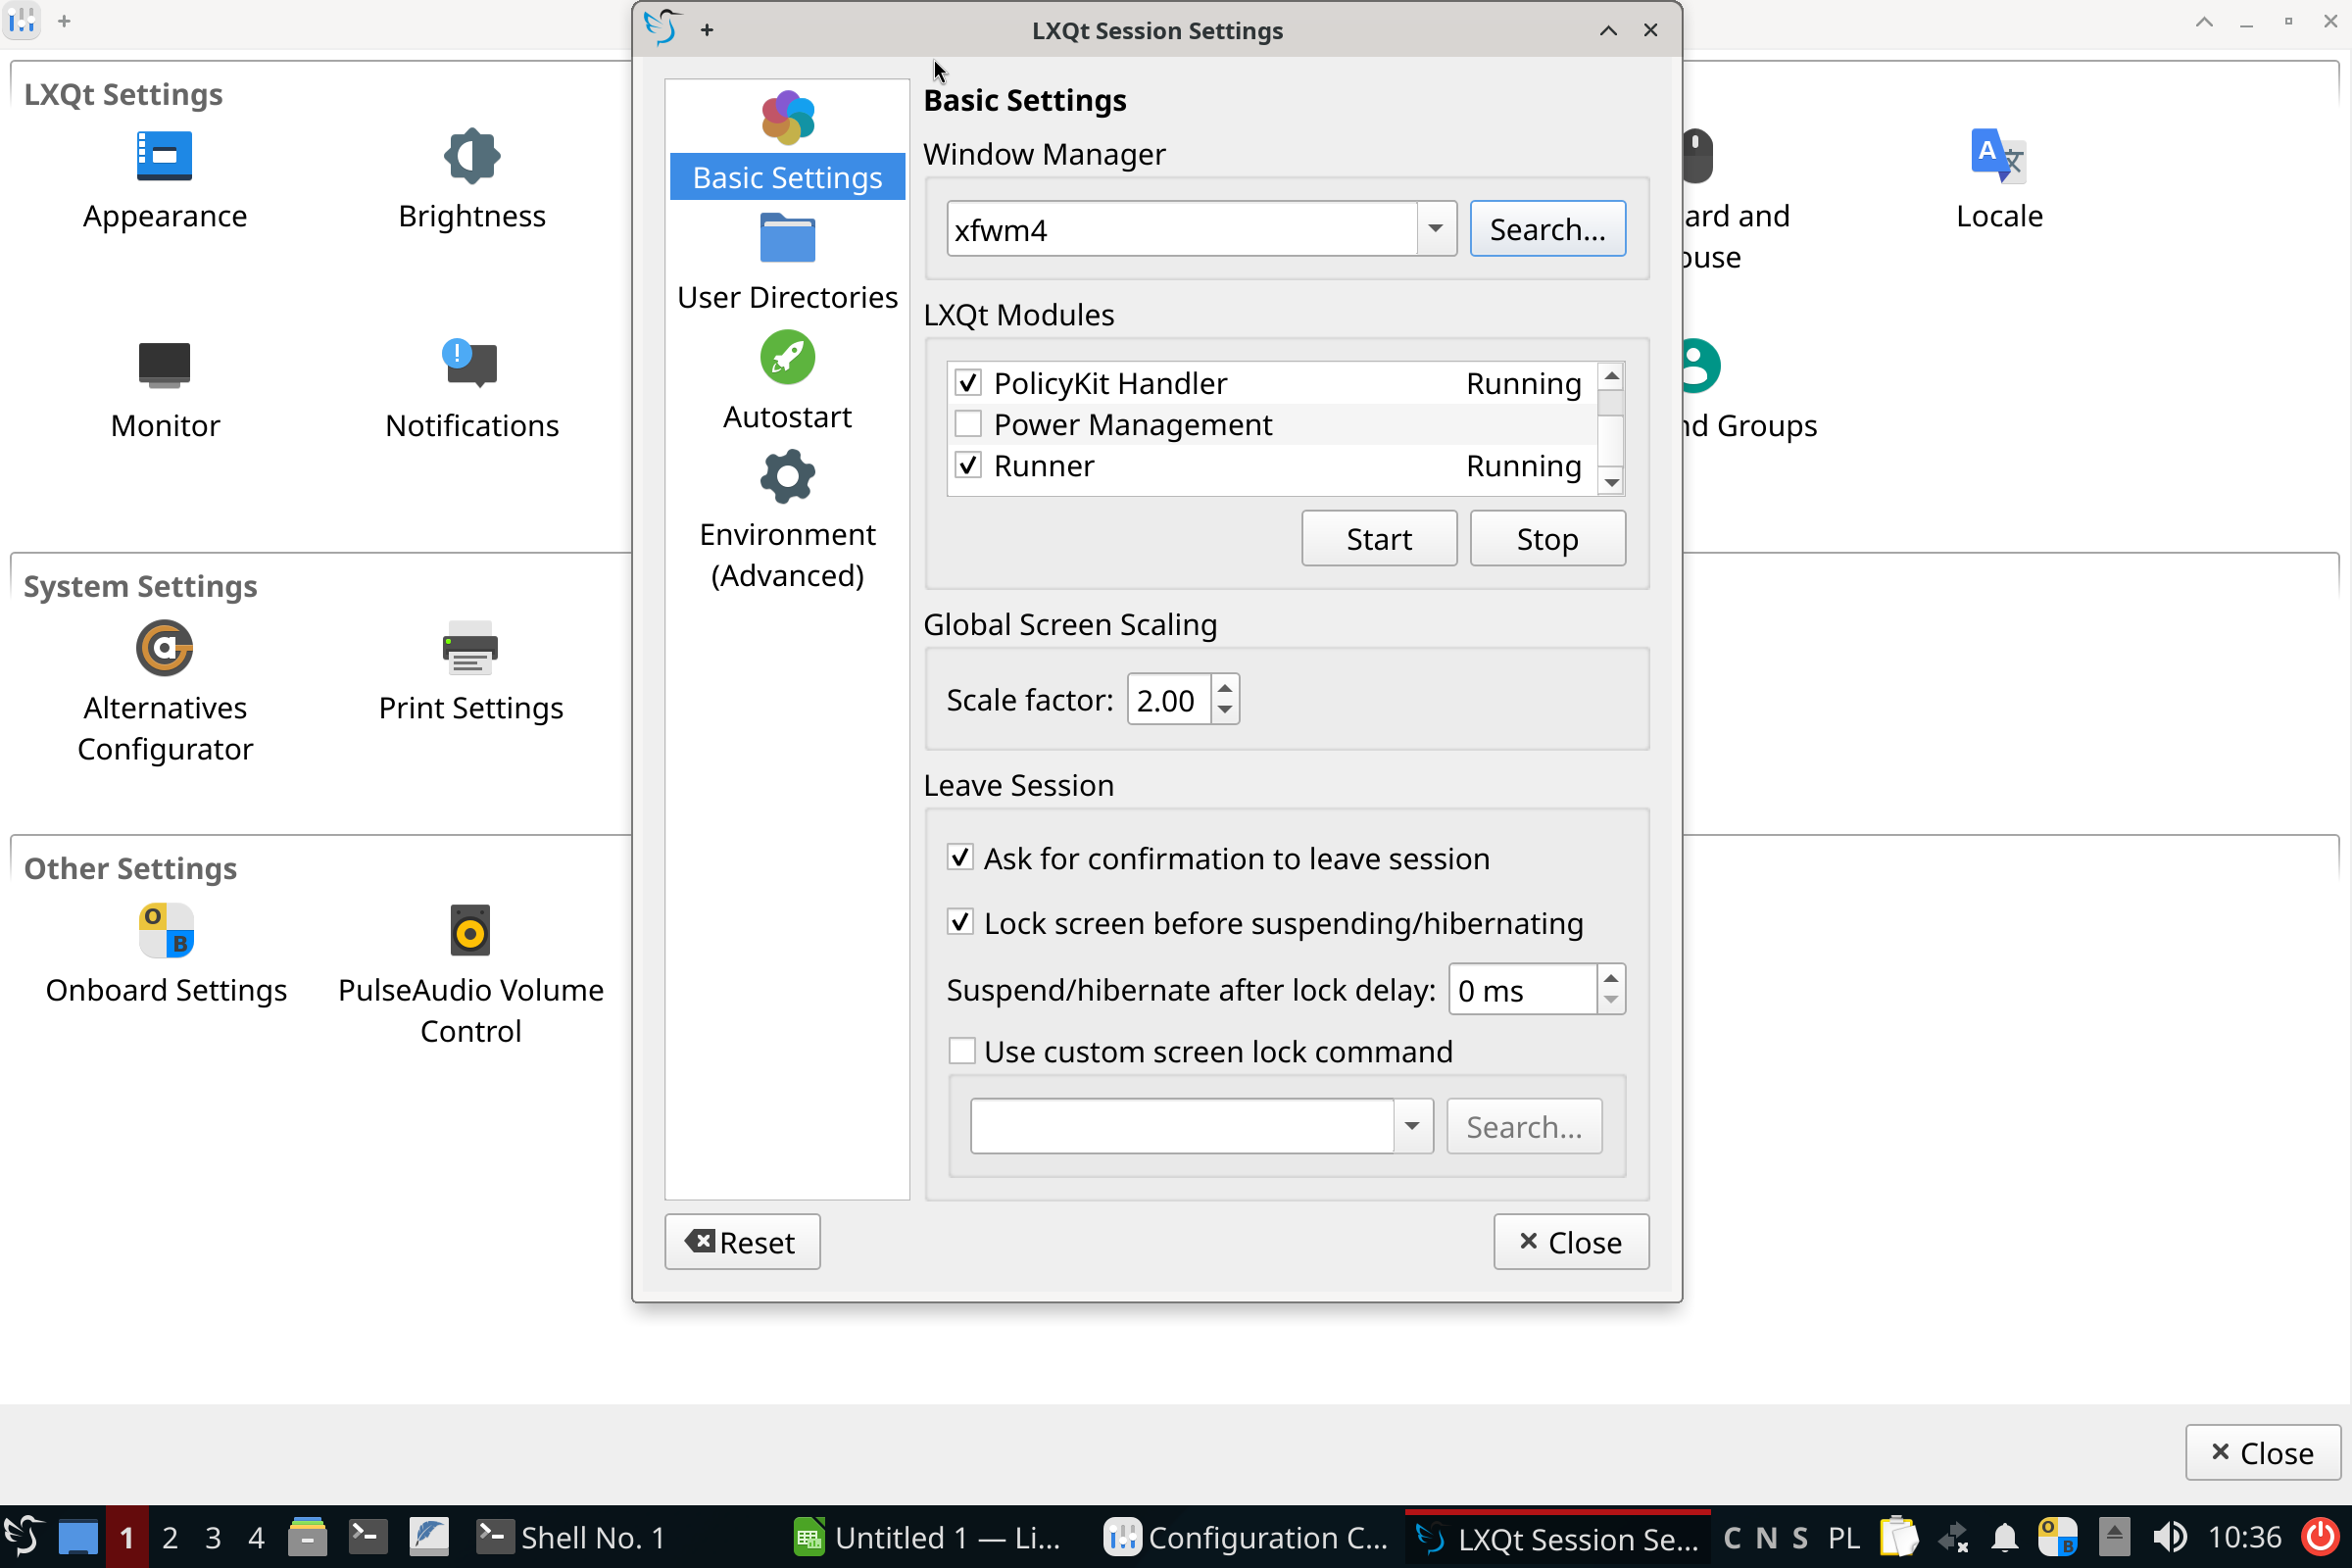 LXQt Session Settings
LXQt Settings
Appearance
Brightness
ard and
ouse
Locale
Monitor
Notifications
nd Groups
System Settings
Alternatives
Configurator
Print Settings
Other Settings
Onboard Settings
PulseAudio Volume
Control
Basic Settings
User Directories
Autostart
Environment
(Advanced)
Basic Settings
Window Manager
xfwm4
Search...
LXQt Modules
PolicyKit Handler Running
Power Management
Runner Running
Start Stop
Global Screen Scaling
Scale factor: 2.00
Leave Session
Ask for confirmation to leave session
Lock screen before suspending/hibernating
Suspend/hibernate after lock delay: 0 ms
Use custom screen lock command
Search...
Reset
Close
Close
1 2 3 4 Shell No. 1 Untitled 1 — Li... Configuration C... LXQt Session Se... C N S PL 10:36